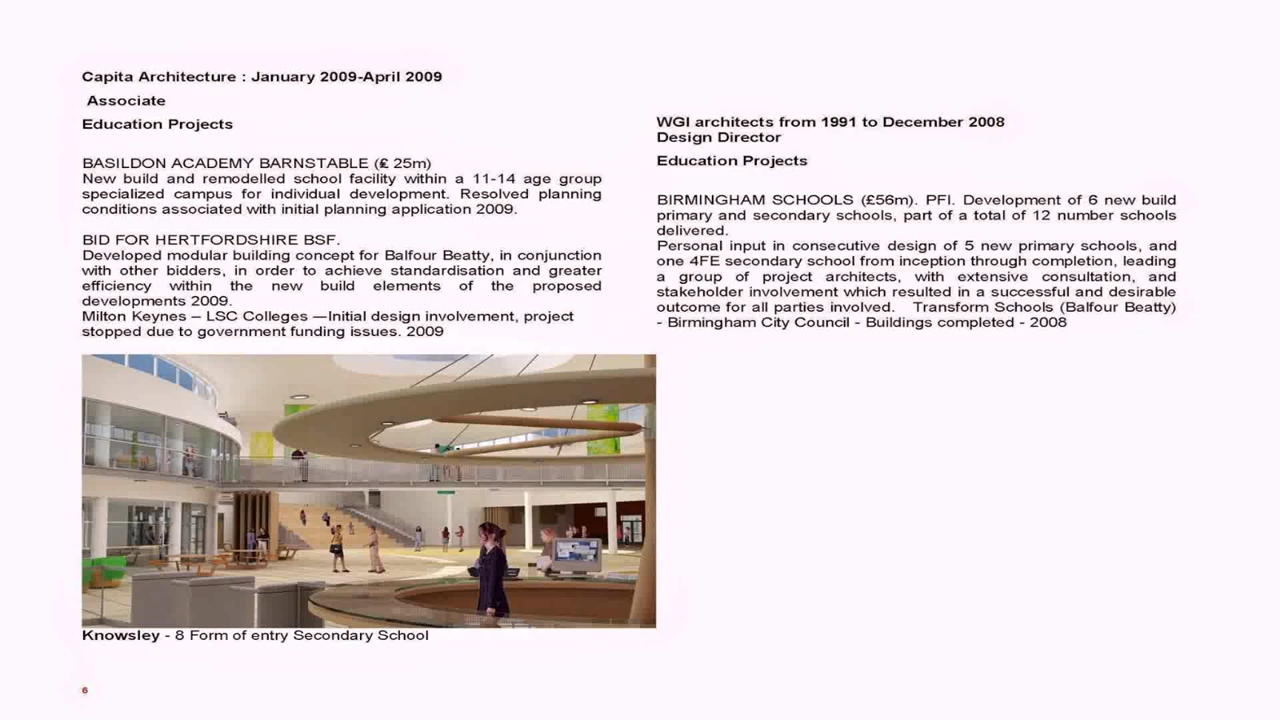 Capita Architecture : January 2009-April 2009
Associate
Education Projects
BASILDON ACADEMY BARNSTABLE (₤ 25m)
New build and remodelled school facility within a 11-14 age group
specialized campus for individual development. Resolved planning
conditions associated with initial planning application 2009.
BID FOR HERTFORDSHIRE BSF.
Developed modular building concept for Balfour Beatty, in conjunction
with other bidders, in order to achieve standardisation and greater
efficiency within the new build elements of the proposed
developments 2009.
Milton Keynes – LSC Colleges —Initial design involvement, project
stopped due to government funding issues. 2009
Knowsley - 8 Form of entry Secondary School
WGI architects from 1991 to December 2008
Design Director
Education Projects
BIRMINGHAM SCHOOLS (£56m). PFI. Development of 6 new build
primary and secondary schools, part of a total of 12 number schools
delivered.
Personal input in consecutive design of 5 new primary schools, and
one 4FE secondary school from inception through completion, leading
a group of project architects, with extensive consultation, and
stakeholder involvement which resulted in a successful and desirable
outcome for all parties involved. Transform Schools (Balfour Beatty)
- Birmingham City Council - Buildings completed - 2008
6